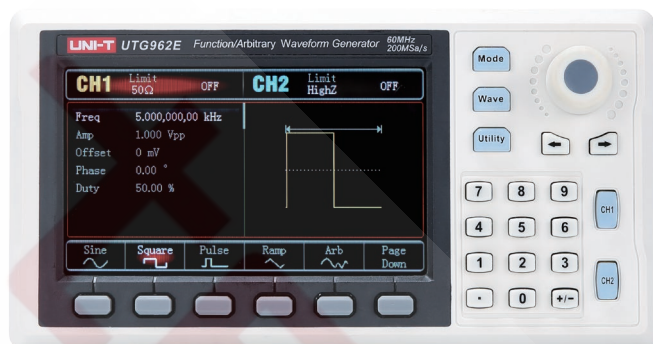 UNI-T UTG962E Function/Arbitrary Waveform Generator 60MHz 200MSa/s
CH1 Limit 50Ω OFF CH2 Limit HighZ OFF
Freq 5.000,000,00 kHz
Amp 1.000 Vpp
Offset 0 mV
Phase 0.00 °
Duty 50.00 %
Sine Square Pulse Ramp Arb Page Down
Mode
Wave
Utility
7 8 9
CH1
4 5 6
1 2 3
CH2
. 0 +/-